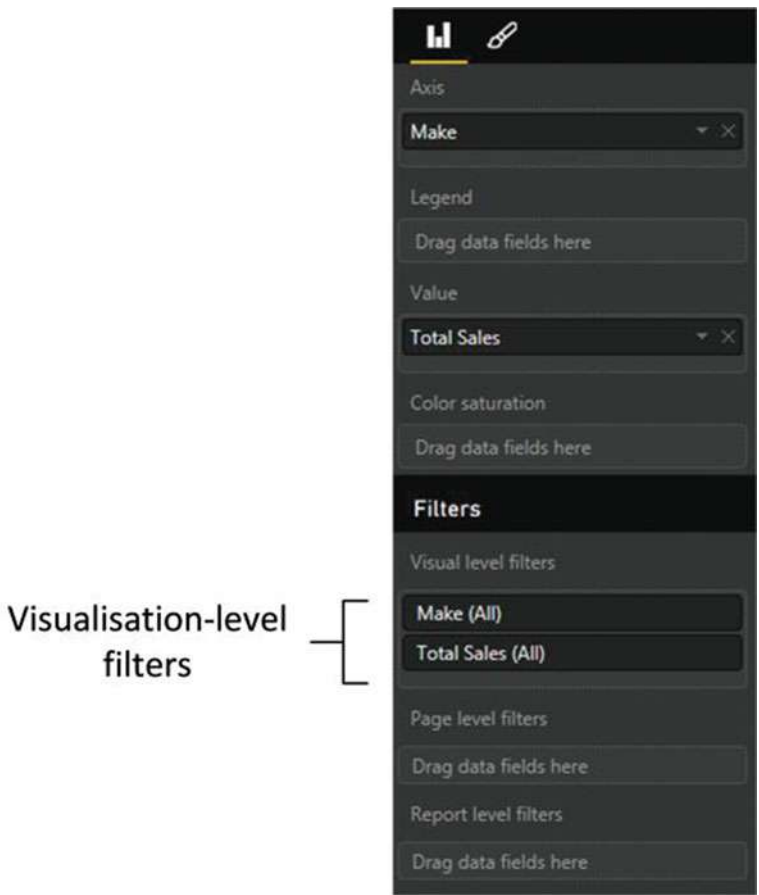 Axis
Make
Legend
Drag data fields here
Value
Total Sales
Color saturation
Drag data fields here
Filters
Visual level filters
Visualisation-level
filters
Make (All)
Total Sales (All)
Page level filters
Drag data fields here
Report level filters
Drag data fields here